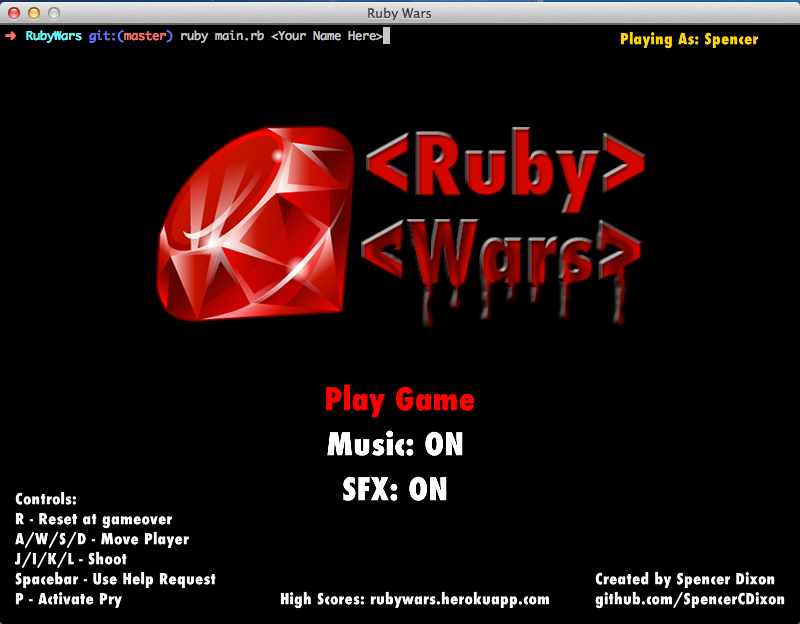 Ruby Wars
➜ RubyWars git:(master) ruby main.rb <Your Name Here>
Playing As: Spencer
<Ruby>
<Wars>
Play Game
Music: ON
SFX: ON
Controls:
R - Reset at gameover
A/W/S/D - Move Player
J/I/K/L - Shoot
Spacebar - Use Help Request
P - Activate Pry
High Scores: rubywars.herokuapp.com
Created by Spencer Dixon
github.com/SpencerCDixon